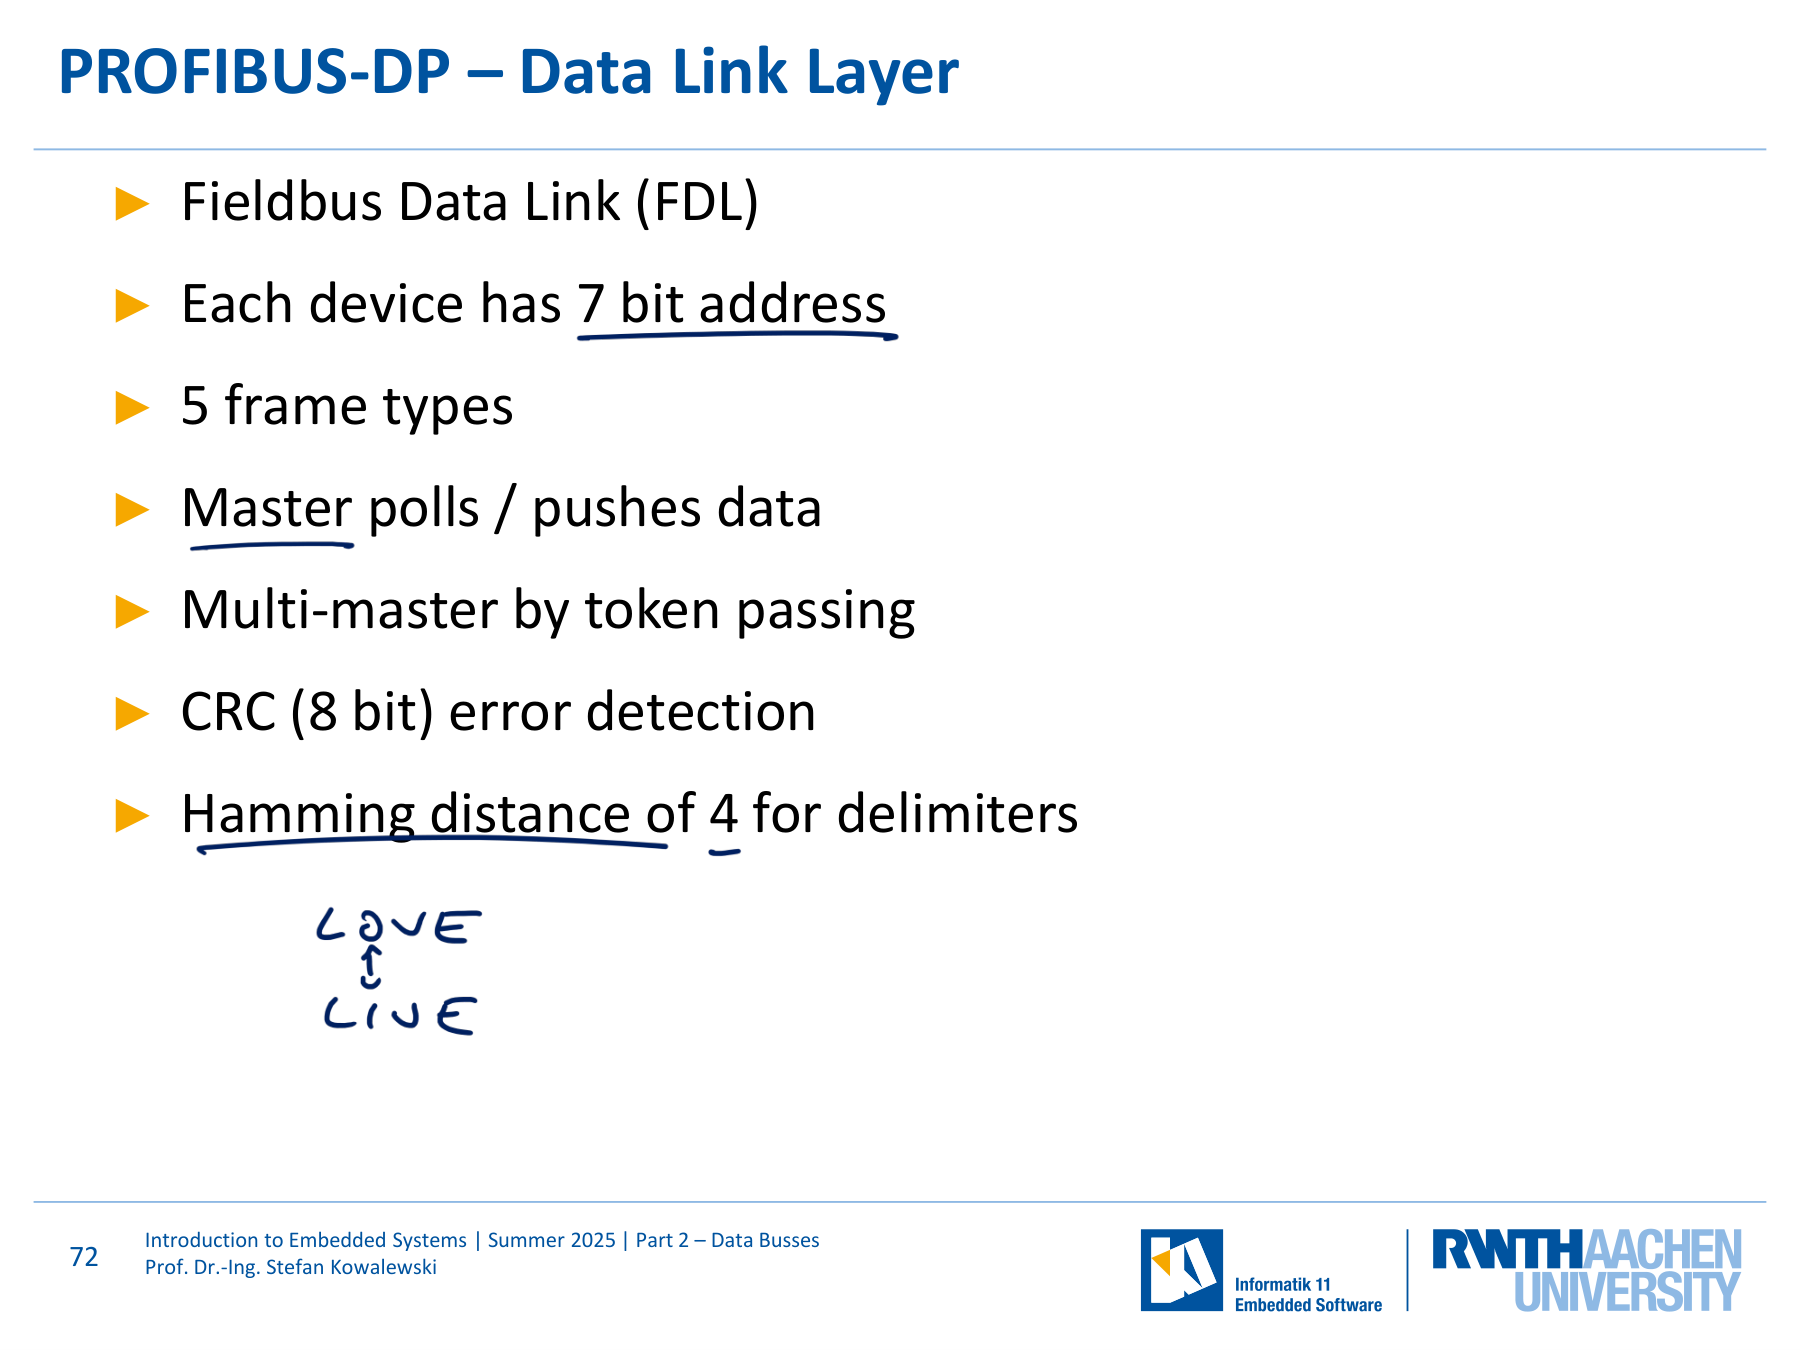 PROFIBUS-DP – Data Link Layer
► Fieldbus Data Link (FDL)
► Each device has 7 bit address
► 5 frame types
► Master polls / pushes data
► Multi-master by token passing
► CRC (8 bit) error detection
► Hamming distance of 4 for delimiters
LOVE
LIVE
72
Introduction to Embedded Systems | Summer 2025 | Part 2 – Data Busses
Prof. Dr.-Ing. Stefan Kowalewski
Informatik 11
Embedded Software
RWTHAACHEN
UNIVERSITY